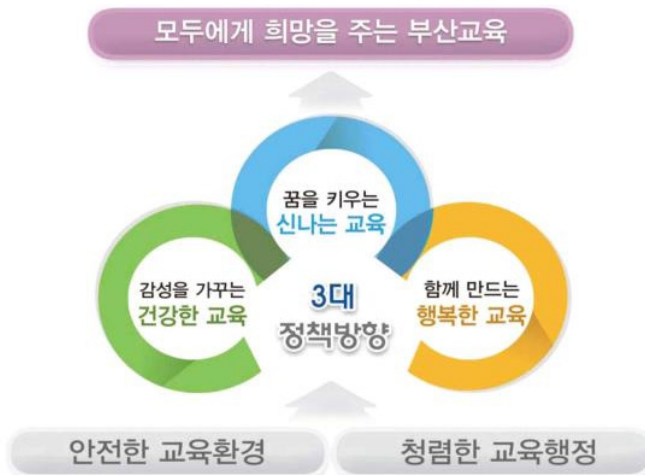 모두에게 희망을 주는 부산교육
꿈을 키우는
신나는 교육
감성을 가꾸는
건강한 교육
3대
정책방향
함께 만드는
행복한 교육
안전한 교육환경
청렴한 교육행정